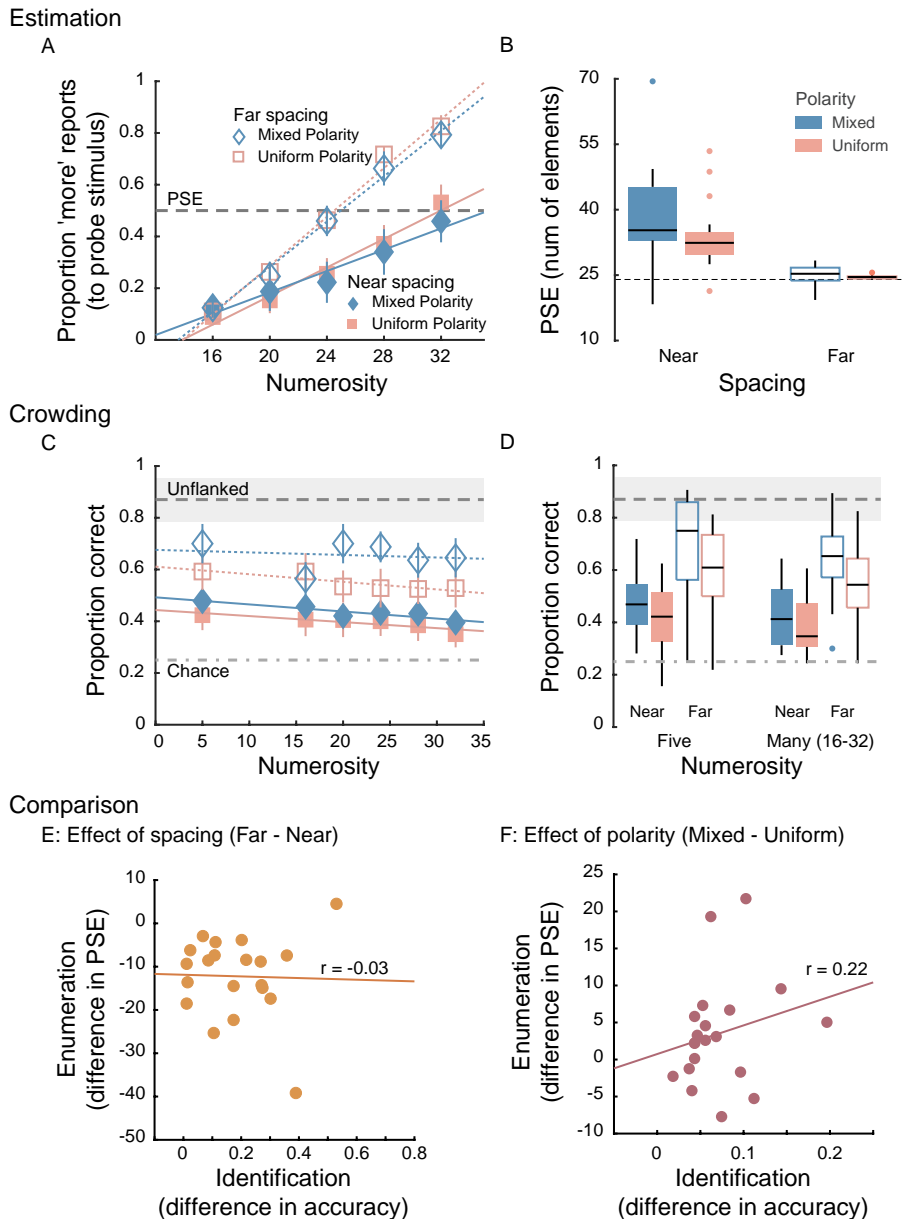 Estimation
A
Proportion 'more' reports
(to probe stimulus)
1
0.8
0.6
0.4
0.2
0
Far spacing
Mixed Polarity
Uniform Polarity
PSE
Near spacing
Mixed Polarity
Uniform Polarity
16 20 24 28 32
Numerosity
B
PSE (num of elements)
70
55
40
25
10
Polarity
Mixed
Uniform
Near Far
Spacing
Crowding
C
Proportion correct
1
0.8
0.6
0.4
0.2
0
Unflanked
Chance
0 5 10 15 20 25 30 35
Numerosity
D
Proportion correct
1
0.8
0.6
0.4
0.2
0
Near Far Near Far
Five Many (16-32)
Numerosity
Comparison
E: Effect of spacing (Far - Near)
Enumeration
(difference in PSE)
10
0
-10
-20
-30
-40
-50
r = -0.03
0 0.2 0.4 0.6 0.8
Identification
(difference in accuracy)
F: Effect of polarity (Mixed - Uniform)
Enumeration
(difference in PSE)
25
20
15
10
5
0
-5
-10
r = 0.22
0 0.1 0.2
Identification
(difference in accuracy)